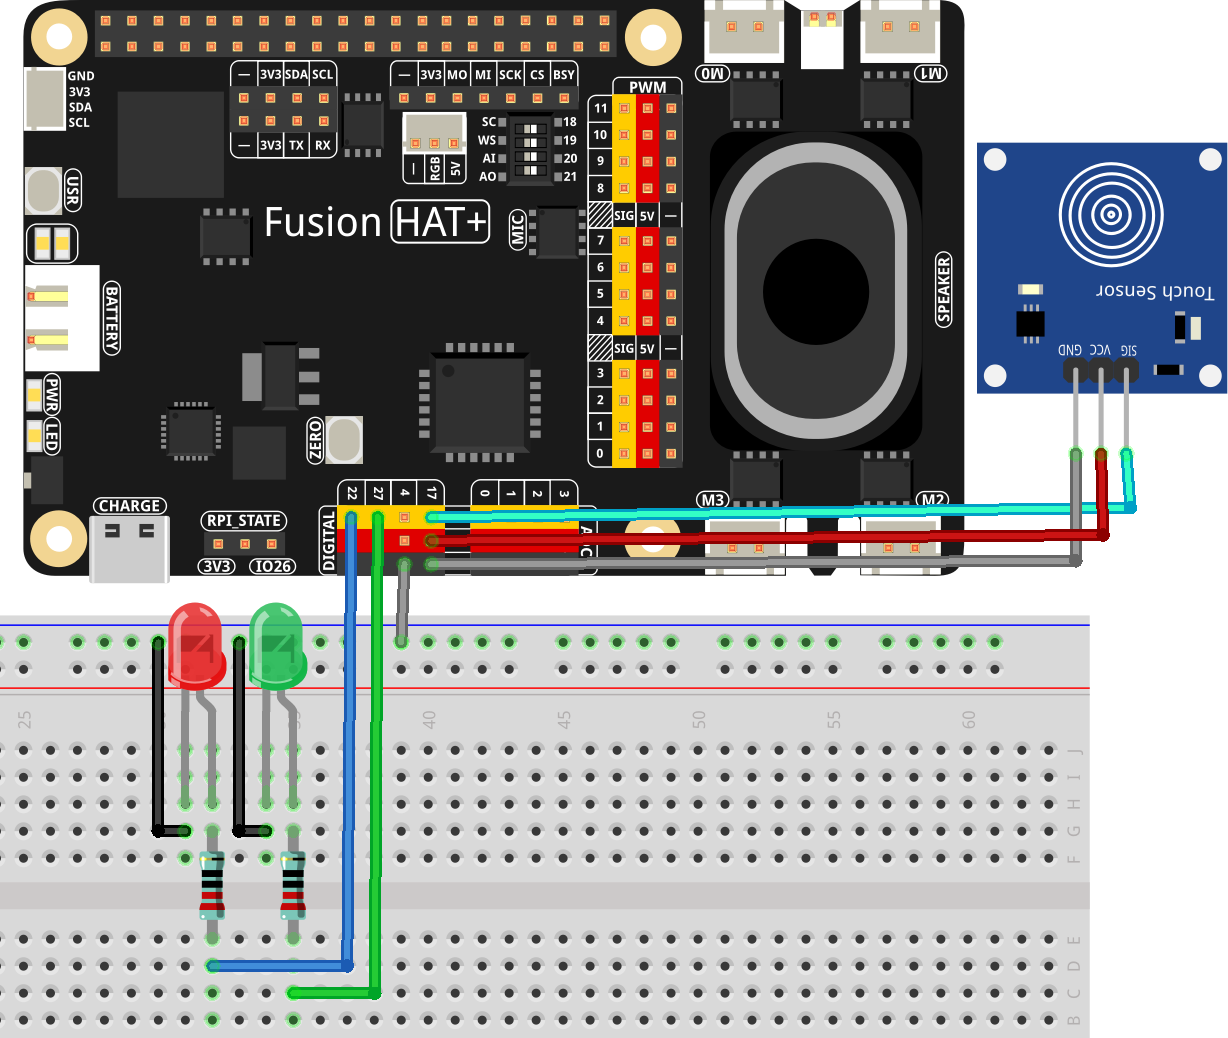 GND
3V3
SDA
SCL
— 3V3 SDA SCL
— 3V3 TX RX
— 3V3 MO MI SCK CS BSY
— RGB 5V
SC 18
WS 19
AI 20
AO 21
PWM
11
10
9
8
SIG 5V —
7
6
5
4
SIG 5V —
3
2
1
0
M0
M1
USR
Fusion HAT+
MIC
BATTERY
SPEAKER
PWR
LED
ZERO
CHARGE
RPI_STATE
3V3 IO26
DIGITAL
22 27 4 17
0 1 2 3
M3
M2
Touch Sensor
GND VCC SIG
25 40 45 50 55 60
J
I
H
G
F
E
D
C
B